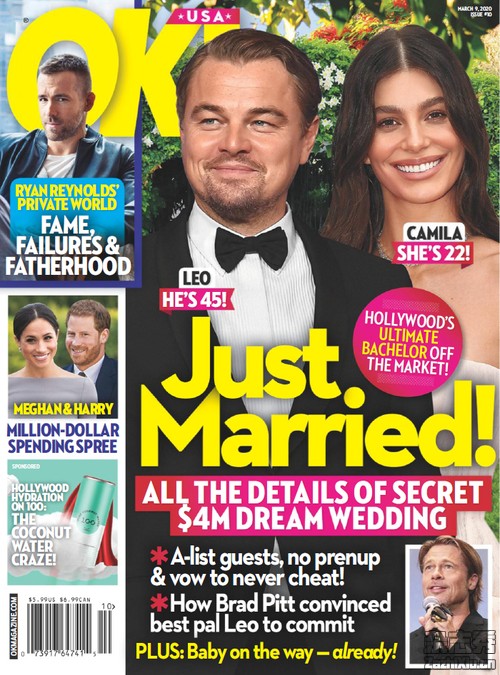 OK!
USA
MARCH 9, 2020
ISSUE #10
RYAN REYNOLDS'
PRIVATE WORLD
FAME,
FAILURES &
FATHERHOOD
CAMILA
SHE'S 22!
LEO
HE'S 45!
HOLLYWOOD'S
ULTIMATE
BACHELOR OFF
THE MARKET!
Just
Married!
MEGHAN & HARRY
MILLION-DOLLAR
SPENDING SPREE
SPONSORED
HOLLYWOOD
HYDRATION
ON 100:
THE
COCONUT
WATER
CRAZE!
ALL THE DETAILS OF SECRET
$4M DREAM WEDDING
*A-list guests, no prenup
& vow to never cheat!
*How Brad Pitt convinced
best pal Leo to commit
PLUS: Baby on the way – already!
OKMAGAZINE.COM
$5.99US $6.99CAN
10>
0 73917 64741 5